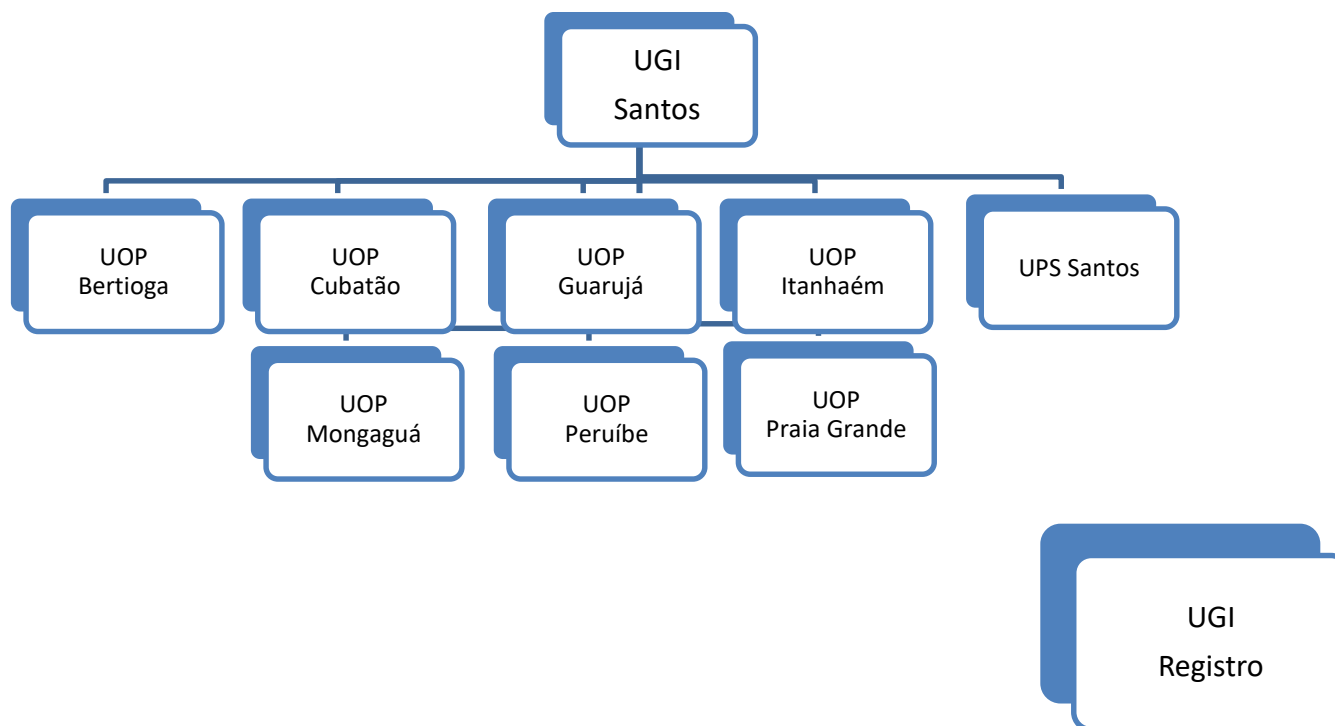 UGI
Santos
UOP
Bertioga
UOP
Cubatão
UOP
Guarujá
UOP
Itanhaém
UPS Santos
UOP
Mongaguá
UOP
Peruíbe
UOP
Praia Grande
UGI
Registro